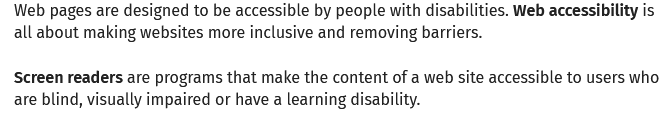 Web pages are designed to be accessible by people with disabilities. Web accessibility is
all about making websites more inclusive and removing barriers.
Screen readers are programs that make the content of a web site accessible to users who
are blind, visually impaired or have a learning disability.